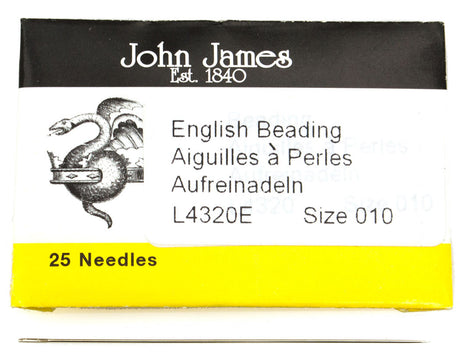 John James
Est. 1840
English Beading
Aiguilles à Perles
Aufreinadeln
L4320E Size 010
25 Needles